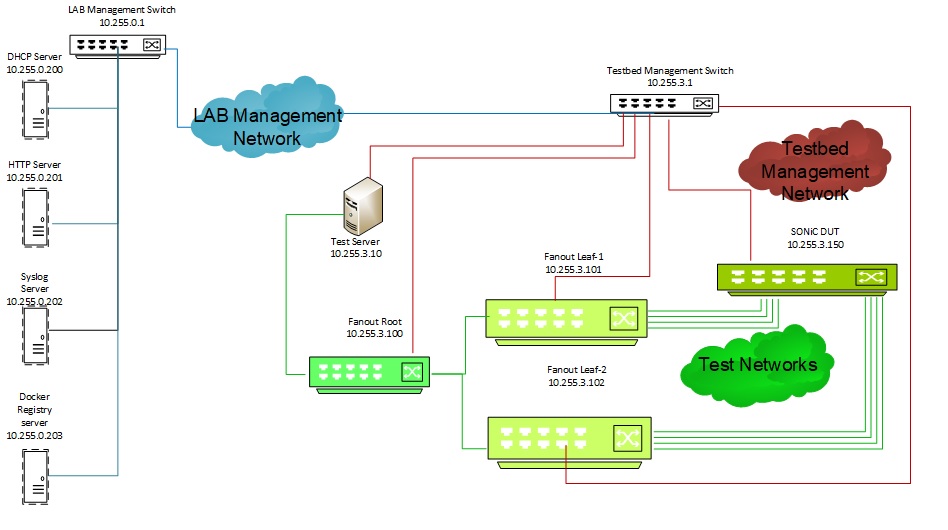 LAB Management Switch
10.255.0.1
DHCP Server
10.255.0.200
HTTP Server
10.255.0.201
Syslog
Server
10.255.0.202
Docker
Registry
server
10.255.0.203
LAB Management
Network
Testbed Management Switch
10.255.3.1
Testbed
Management
Network
Test Server
10.255.3.10
SONiC DUT
10.255.3.150
Fanout Leaf-1
10.255.3.101
Fanout Root
10.255.3.100
Test Networks
Fanout Leaf-2
10.255.3.102